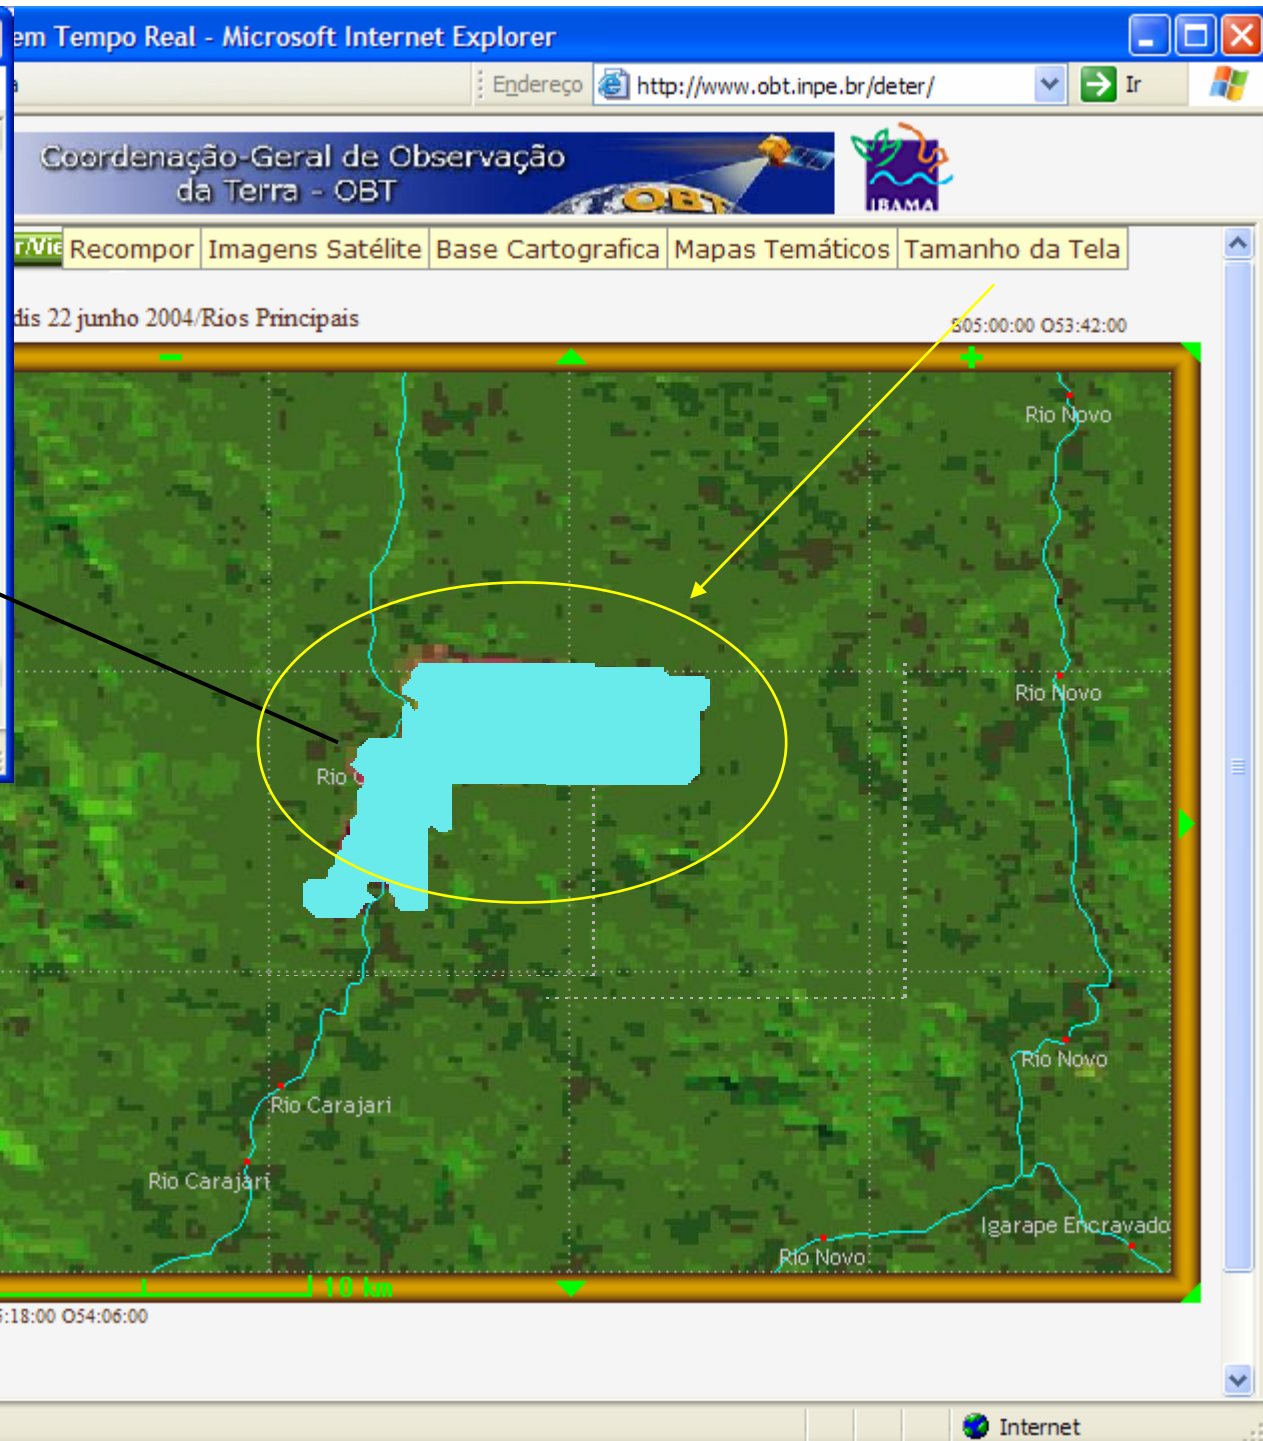 em Tempo Real - Microsoft Internet Explorer
Endereço http://www.obt.inpe.br/deter/ Ir
Coordenação-Geral de Observação
da Terra - OBT
OBT
IBAMA
r/Vie Recompor Imagens Satélite Base Cartografica Mapas Temáticos Tamanho da Tela
dis 22 junho 2004/Rios Principais
S05:00:00 O53:42:00
Rio Novo
Rio Novo
Rio
Rio Novo
Rio Carajari
Rio Carajari
Igarape Encravado
Rio Novo
10 km
:18:00 O54:06:00
Internet